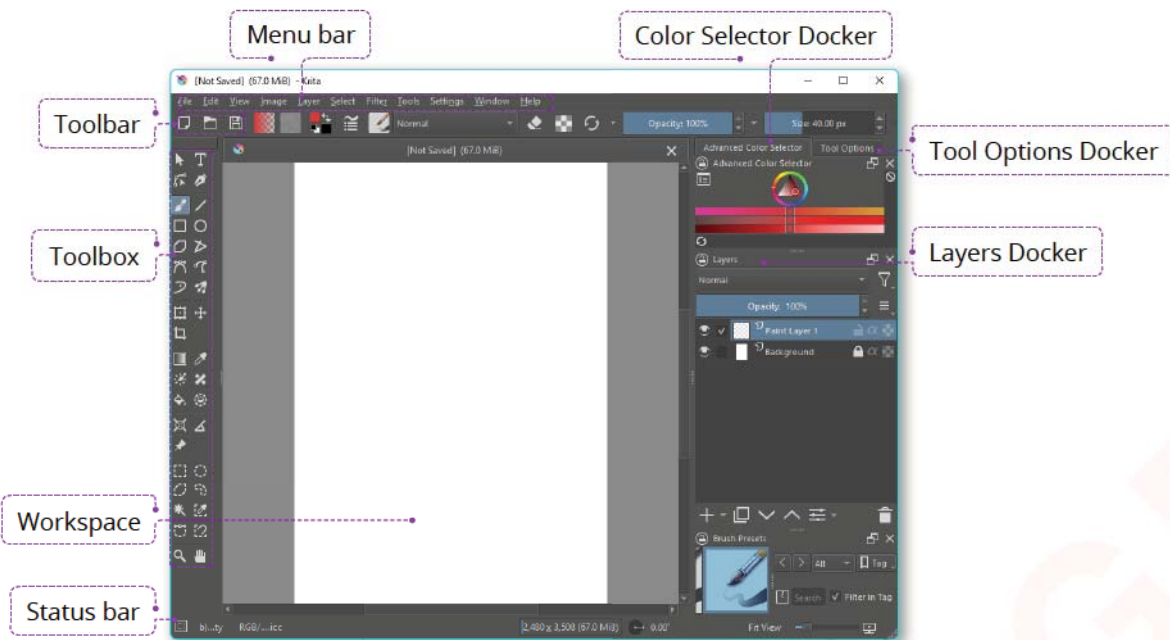 Menu bar
Color Selector Docker
[Not Saved] (67.0 MiB) - Krita
File Edit View Image Layer Select Filter Tools Settings Window Help
Toolbar
Normal
Opacity: 100%
Size: 40.00 px
[Not Saved] (67.0 MiB)
Advanced Color Selector
Tool Options
Tool Options Docker
Advanced Color Selector
Toolbox
Layers
Layers Docker
Normal
Opacity: 100%
Paint Layer 1
Background
Workspace
Brush Presets
All
Tag
Search
Filter in Tag
Status bar
b)...ty
RGB/....icc
2,480 x 3,508 (67.0 MiB)
0.00°
Fit View